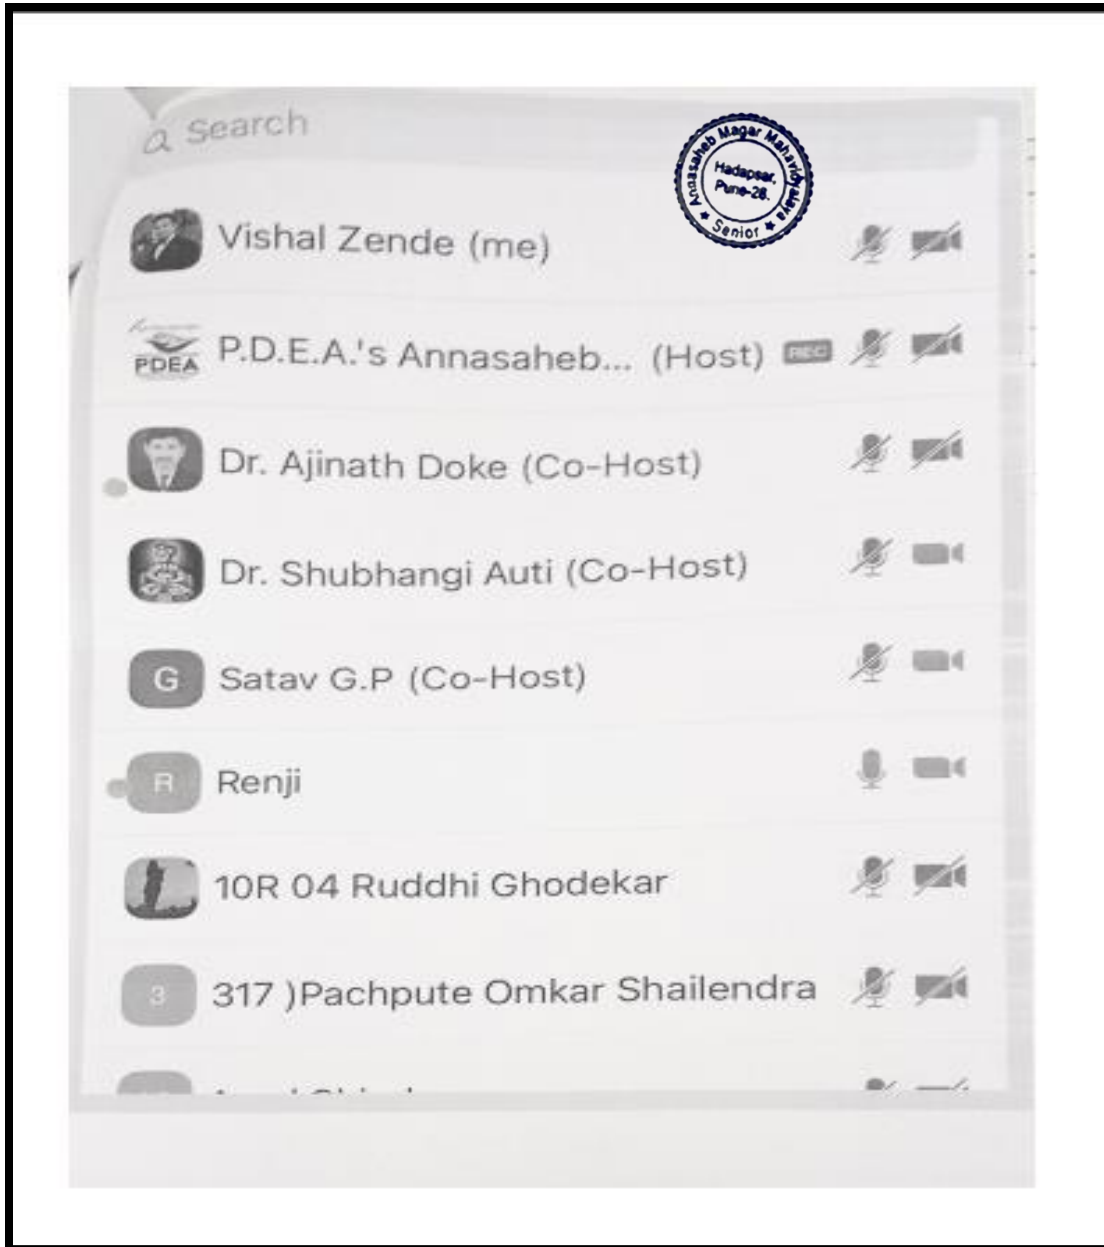 Search
Annasaheb Magar Mahavidyalaya
Hadapsar,
Pune-28.
★ Senior ★
Vishal Zende (me)
PDEA
P.D.E.A.'s Annasaheb... (Host) REC
Dr. Ajinath Doke (Co-Host)
Dr. Shubhangi Auti (Co-Host)
G Satav G.P (Co-Host)
R Renji
10R 04 Ruddhi Ghodekar
3 317 )Pachpute Omkar Shailendra